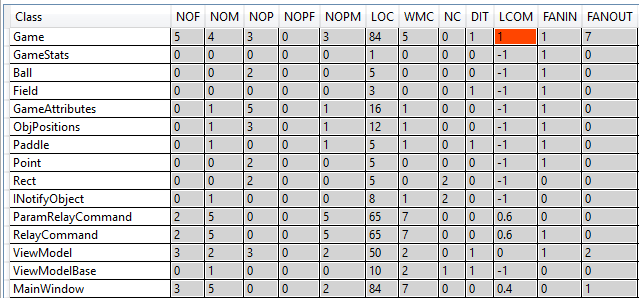 Class NOF NOM NOP NOPF NOPM LOC WMC NC DIT LCOM FANIN FANOUT
Game 5 4 3 0 3 84 5 0 1 1 1 7
GameStats 0 0 0 0 0 1 0 0 0 -1 1 0
Ball 0 0 2 0 0 5 0 0 0 -1 1 0
Field 0 0 0 0 0 3 0 0 1 -1 1 0
GameAttributes 0 1 5 0 1 16 1 0 0 -1 1 0
ObjPositions 0 1 3 0 1 12 1 0 0 -1 1 0
Paddle 0 1 0 0 1 5 1 0 1 -1 1 0
Point 0 0 2 0 0 5 0 0 0 -1 1 0
Rect 0 0 2 0 0 5 0 2 0 -1 0 0
INotifyObject 0 1 0 0 0 8 1 2 0 -1 0 0
ParamRelayCommand 2 5 0 0 2 65 7 0 0 0.6 1 0
RelayCommand 2 5 0 0 2 65 7 0 0 0.6 1 0
ViewModel 3 2 3 0 2 50 2 0 1 0 1 2
ViewModelBase 0 1 0 0 0 10 2 1 1 -1 0 0
MainWindow 3 5 0 0 2 84 7 0 0 0.4 0 1